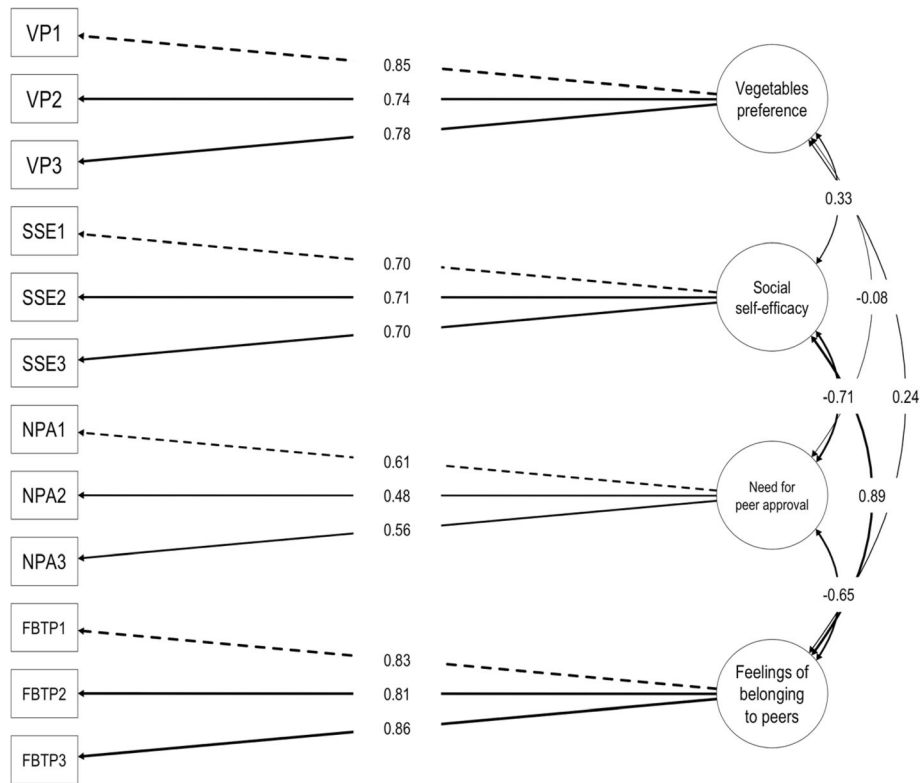 VP1
VP2
VP3
SSE1
SSE2
SSE3
NPA1
NPA2
NPA3
FBTP1
FBTP2
FBTP3
0.85
0.74
0.78
0.70
0.71
0.70
0.61
0.48
0.56
0.83
0.81
0.86
Vegetables
preference
Social
self-efficacy
Need for
peer approval
Feelings of
belonging
to peers
0.33
-0.08
-0.71
0.24
0.89
-0.65